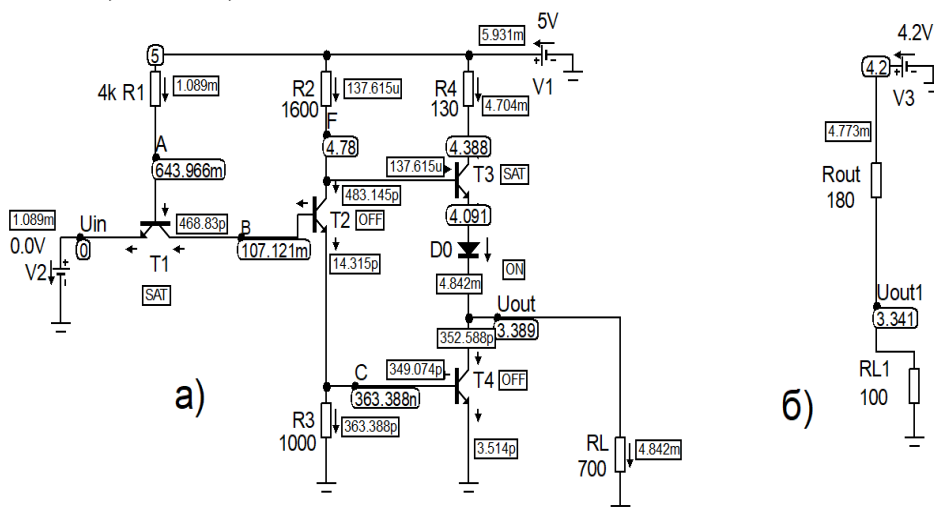 5V
5.931m
V1
5
4k R1
1.089m
R2
1600
137.615u
R4
130
4.704m
F
4.78
4.388
A
643.966m
137.615u
T3
SAT
483.145p
T2
OFF
4.091
1.089m
Uin
0.0V
0
468.83p
B
107.121m
V2
T1
SAT
14.315p
D0
ON
4.842m
Uout
3.389
352.588p
а)
C
349.074p
T4
OFF
363.388n
R3
1000
363.388p
3.514p
RL
700
4.842m
4.2V
4.2
V3
4.773m
Rout
180
Uout1
3.341
RL1
100
б)